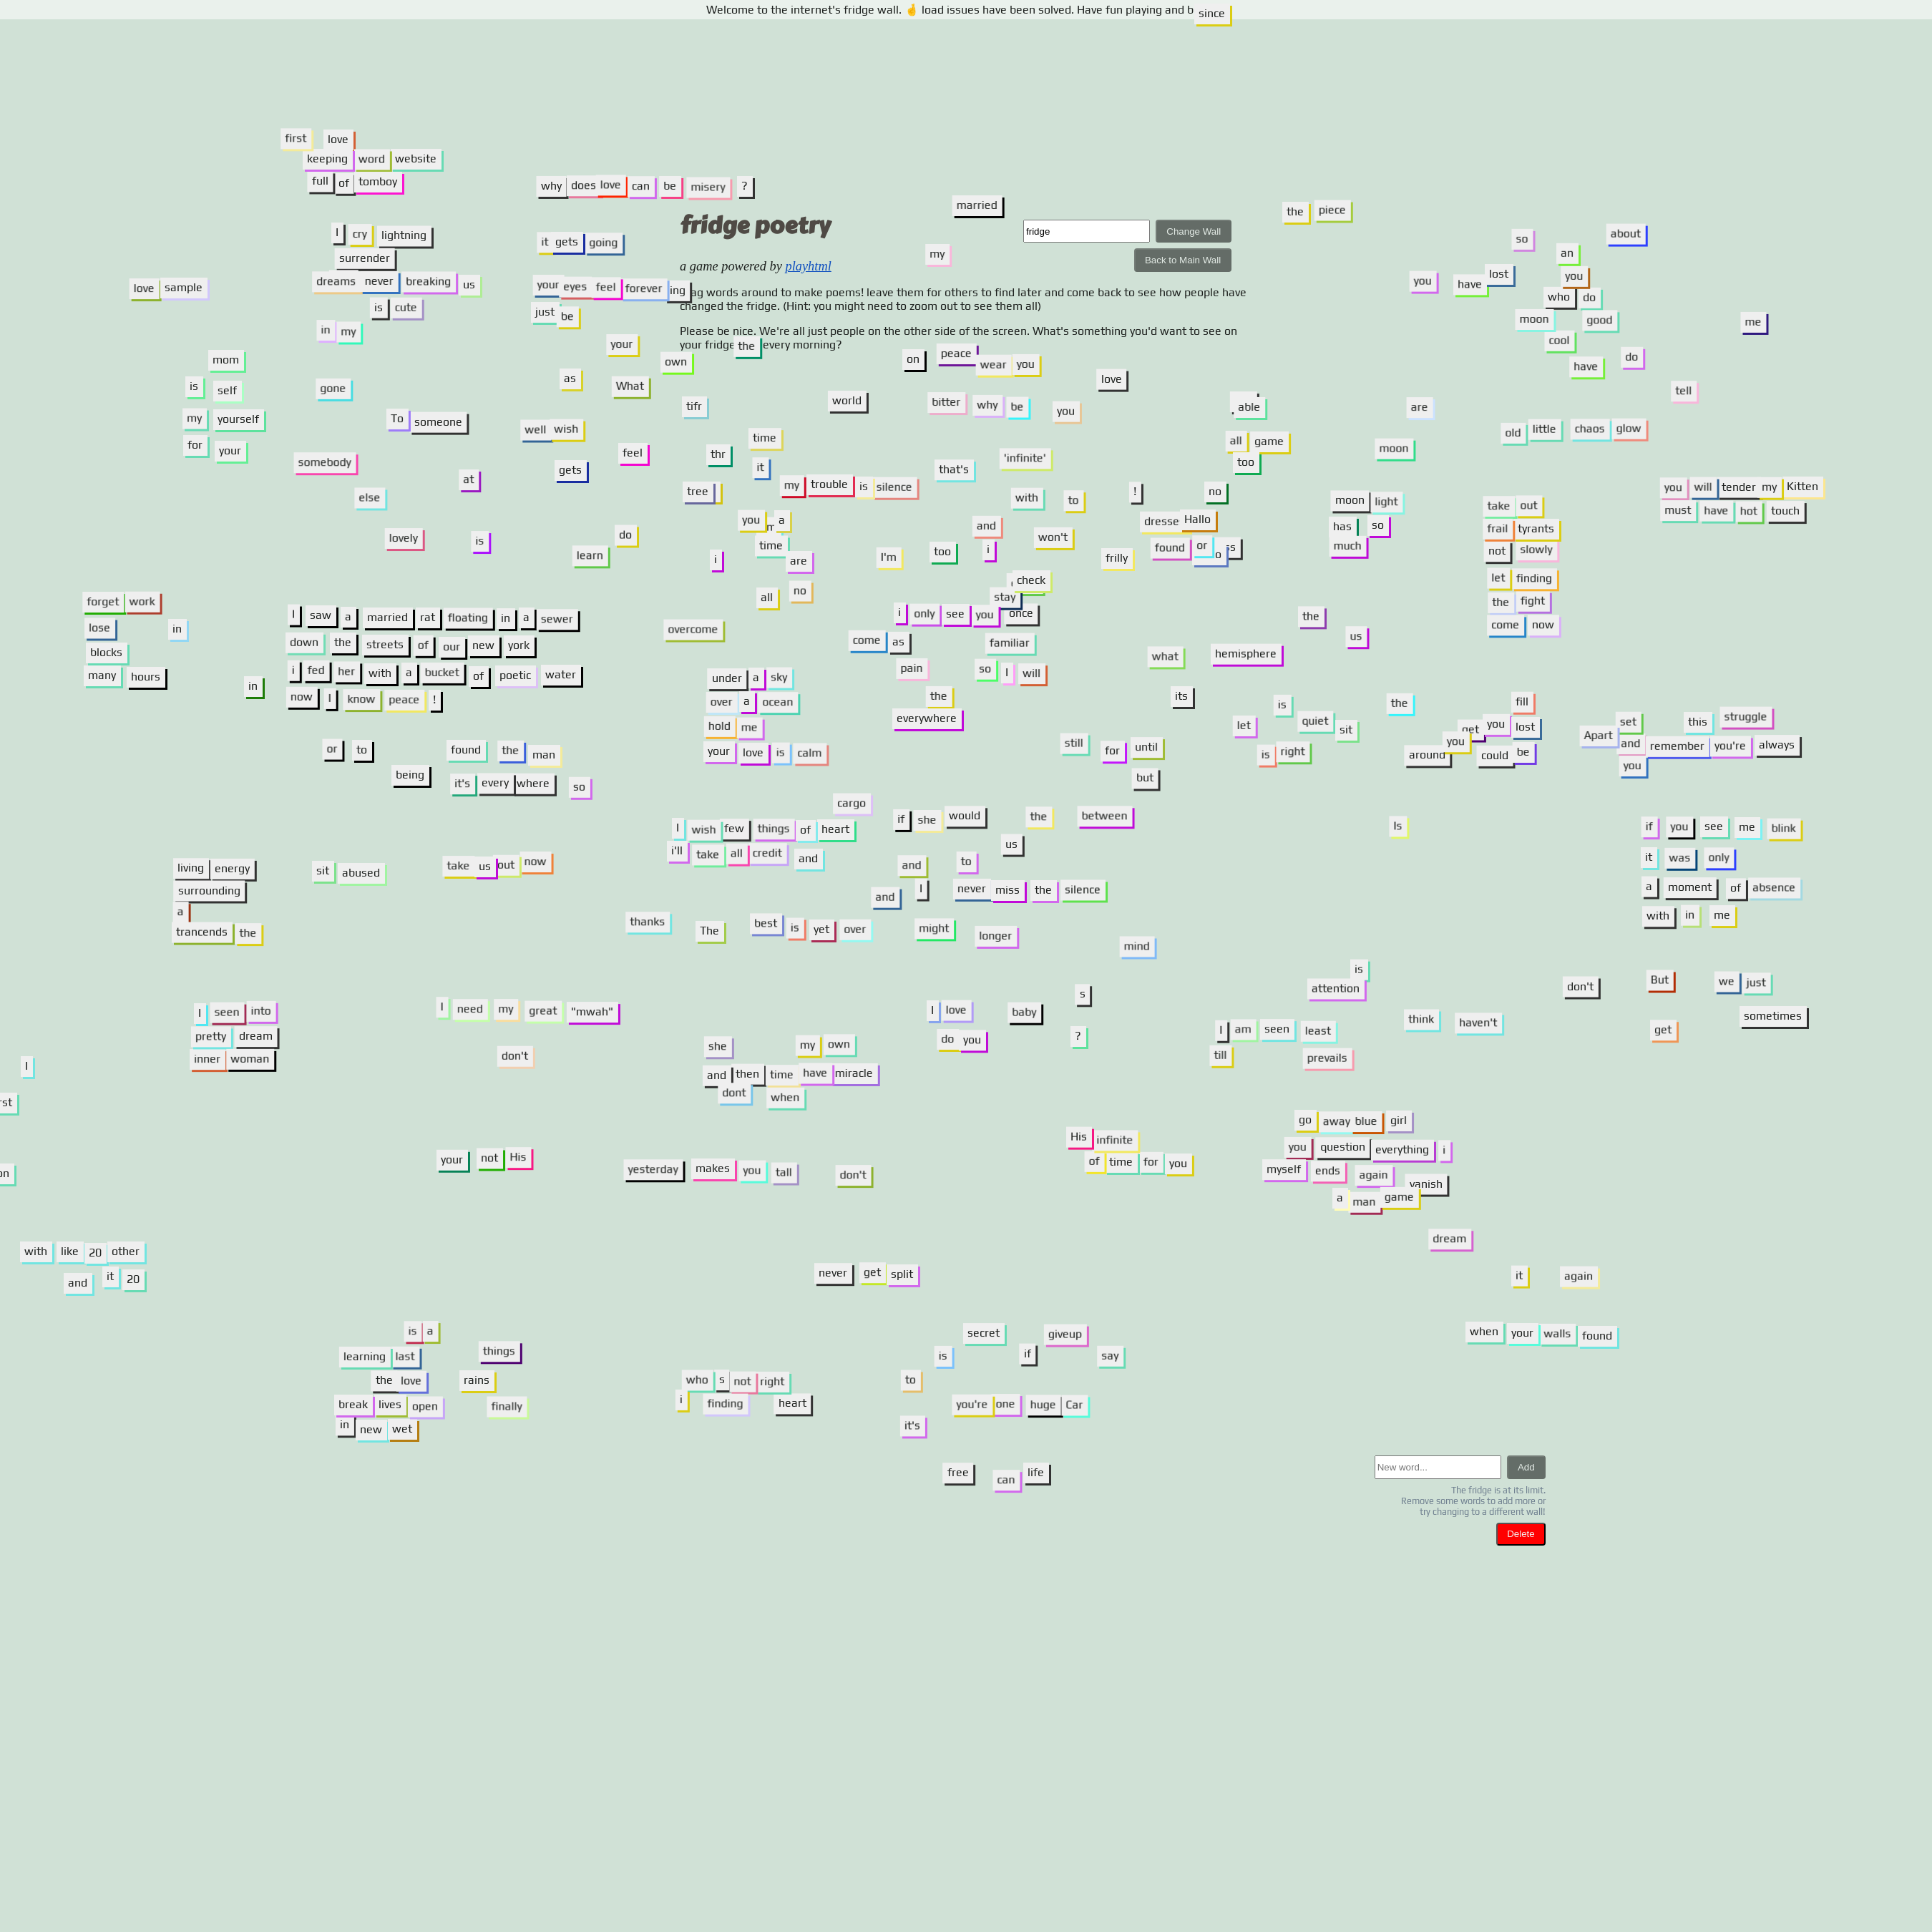 Welcome to the internet's fridge wall. ☝ load issues have been solved. Have fun playing and b
since
first love
keeping word website
full of tomboy
why does love can be misery ?
married
the piece
fridge poetry
fridge
Change Wall
Back to Main Wall
my
a game powered by playhtml
ag words around to make poems! leave them for others to find later and come back to see how people have
changed the fridge. (Hint: you might need to zoom out to see them all)
Please be nice. We're all just people on the other side of the screen. What's something you'd want to see on
your fridge every morning?
I cry lightning
surrender
dreams never breaking us
is cute
in my
it gets going
your eyes feel forever ing
just be
love sample
so an about
you have lost you
who do
moon good
cool
have do
me
tell
mom
is self
my yourself
for your
gone
your
own
the
as What
on peace
wear you
love
tifr
world
bitter why be you
able
are
To someone
well wish
somebody
else
at
gets
feel
thr
time
it
tree
my trouble is silence
that's
'infinite'
all game
too
moon
old little chaos glow
with to
!
no
you will tender my Kitten
must have hot touch
moon light
has so
much
take out
frail tyrants
not slowly
let finding
the fight
come now
lovely
is
learn
do
you a
time
are
i
all no
I'm
too
and
i
won't
frilly
dresse Hallo
found or o ss
check
stay
i only see you once
come as
familiar
pain
so I will
the
everywhere
forget work
lose
in
blocks
many hours
in
I saw a married rat floating in a sewer
down the streets of our new york
i fed her with a bucket of poetic water
now I know peace !
overcome
the
us
what
hemisphere
its
under a sky
over a ocean
hold me
your love is calm
or to
being
found the man
it's every where so
still for until
but
let
is
quiet sit
is right
the
fill
get you lost
you
around could be
Apart
set
and
you
this struggle
remember you're always
cargo
I wish few things of heart
i'll take all credit and
if she would
the between
us
Is
if you see me blink
it was only
a moment of absence
with in me
living energy
surrounding
a
trancends the
sit abused
take us out now
and to
and I never miss the silence
thanks
The best is yet over
might longer
mind
is
attention
don't
But we just
sometimes
get
I seen into
pretty dream
inner woman
I need my great "mwah"
don't
I love baby
do you
s
?
I am seen least
till prevails
think haven't
she my own
and then time have miracle
dont when
I
rst
on
your not His
yesterday makes you tall
don't
His infinite
of time for you
go away blue girl
you question everything i
myself ends again vanish
a man game
dream
with like 20 other
and it 20
never get split
it again
is a
learning last
things
the love rains
break lives open finally
in new wet
who s not right
i finding heart
secret giveup
is if say
to
you're one huge Car
it's
free can life
when your walls found
New word...
Add
The fridge is at its limit.
Remove some words to add more or
try changing to a different wall!
Delete